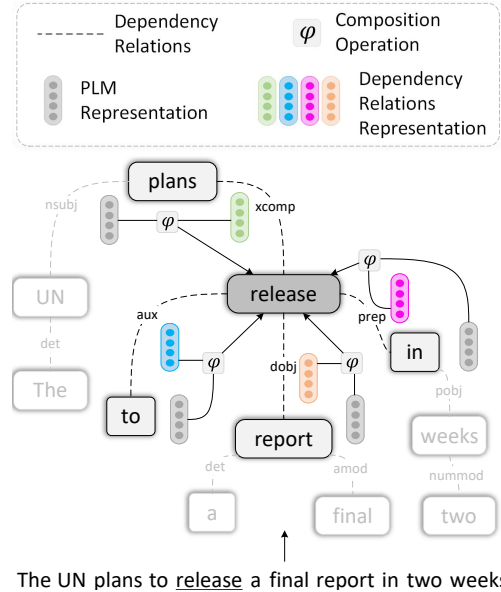 Dependency
Relations
φ
Composition
Operation
PLM
Representation
Dependency
Relations
Representation
plans
nsubj
xcomp
φ
UN
φ
release
aux
prep
det
in
The
φ
dobj
φ
to
pobj
report
weeks
det
amod
nummod
a
final
two
The UN plans to release a final report in two weeks